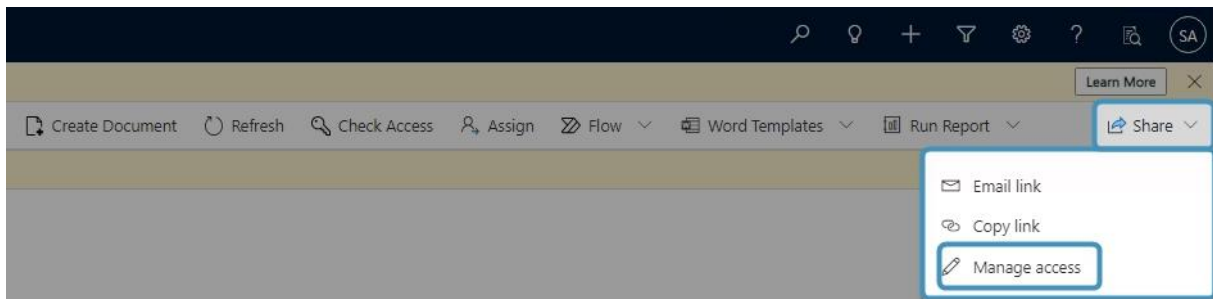 SA
Learn More
Create Document Refresh Check Access Assign Flow Word Templates Run Report Share
Email link
Copy link
Manage access